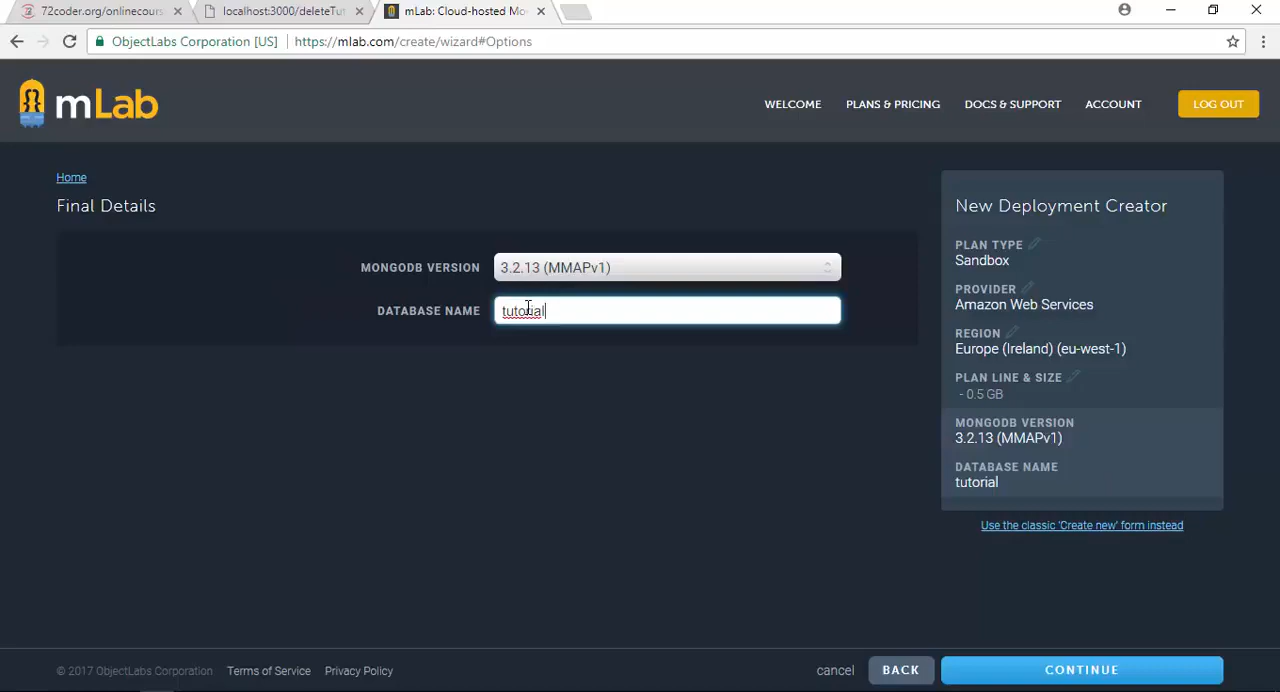 72coder.org/onlinecours
localhost:3000/deleteTut
mLab: Cloud-hosted Mo
ObjectLabs Corporation [US]
https://mlab.com/create/wizard#Options
mLab
WELCOME
PLANS & PRICING
DOCS & SUPPORT
ACCOUNT
LOG OUT
Home
Final Details
MONGODB VERSION
3.2.13 (MMAPv1)
DATABASE NAME
tutorial
New Deployment Creator
PLAN TYPE
Sandbox
PROVIDER
Amazon Web Services
REGION
Europe (Ireland) (eu-west-1)
PLAN LINE & SIZE
- 0.5 GB
MONGODB VERSION
3.2.13 (MMAPv1)
DATABASE NAME
tutorial
Use the classic 'Create new' form instead
© 2017 ObjectLabs Corporation
Terms of Service
Privacy Policy
cancel
BACK
CONTINUE